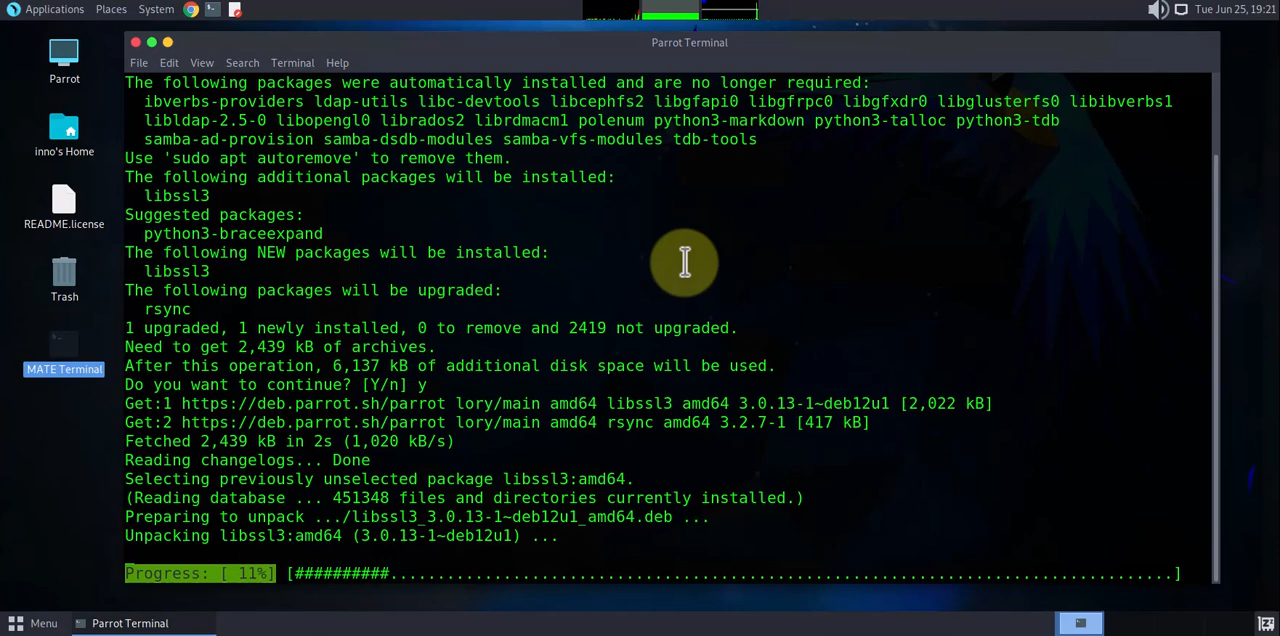 Applications Places System
Tue Jun 25, 19:21
Parrot Terminal
File Edit View Search Terminal Help
Parrot
inno's Home
README.license
Trash
MATE Terminal
The following packages were automatically installed and are no longer required:
ibverbs-providers ldap-utils libc-devtools libcephfs2 libgfapi0 libgfrpc0 libgfxdr0 libglusterfs0 libibverbs1
libldap-2.5-0 libopengl0 librados2 librdmacm1 polenum python3-markdown python3-talloc python3-tdb
samba-ad-provision samba-dsdb-modules samba-vfs-modules tdb-tools
Use 'sudo apt autoremove' to remove them.
The following additional packages will be installed:
libssl3
Suggested packages:
python3-braceexpand
The following NEW packages will be installed:
libssl3
The following packages will be upgraded:
rsync
1 upgraded, 1 newly installed, 0 to remove and 2419 not upgraded.
Need to get 2,439 kB of archives.
After this operation, 6,137 kB of additional disk space will be used.
Do you want to continue? [Y/n] y
Get:1 https://deb.parrot.sh/parrot lory/main amd64 libssl3 amd64 3.0.13-1~deb12u1 [2,022 kB]
Get:2 https://deb.parrot.sh/parrot lory/main amd64 rsync amd64 3.2.7-1 [417 kB]
Fetched 2,439 kB in 2s (1,020 kB/s)
Reading changelogs... Done
Selecting previously unselected package libssl3:amd64.
(Reading database ... 451348 files and directories currently installed.)
Preparing to unpack .../libssl3_3.0.13-1~deb12u1_amd64.deb ...
Unpacking libssl3:amd64 (3.0.13-1~deb12u1) ...
Progress: [ 11%] [##########...................................................................................]
Menu Parrot Terminal